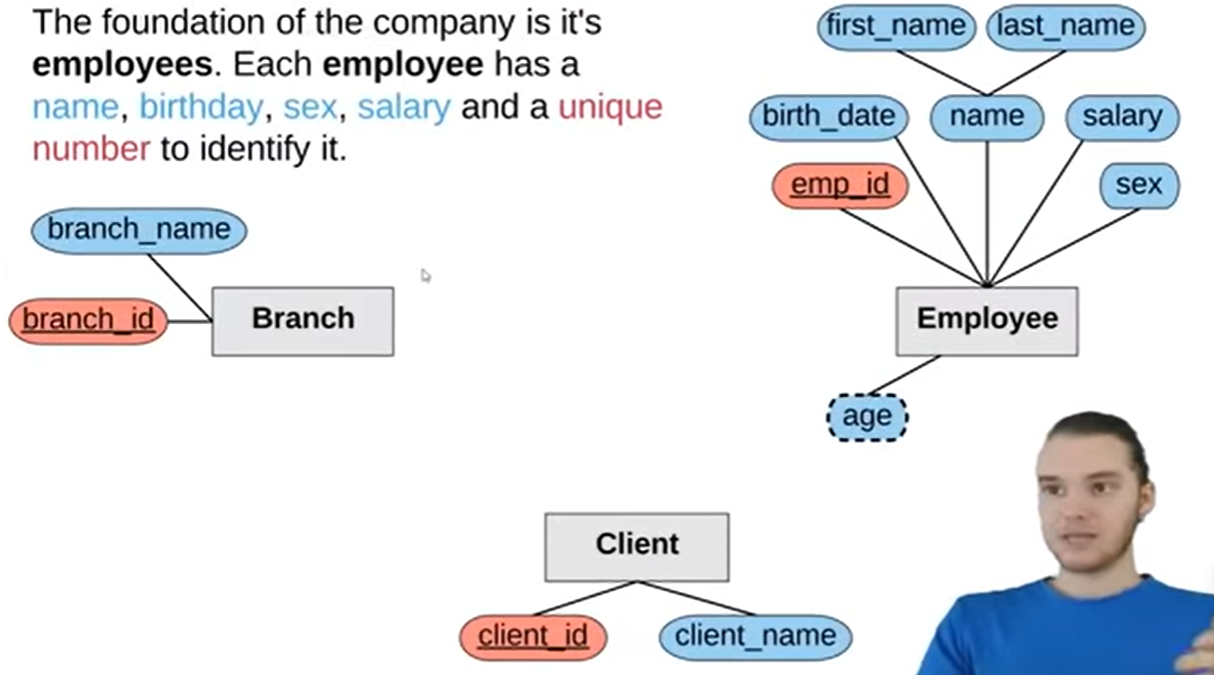 The foundation of the company is it's
employees. Each employee has a
name, birthday, sex, salary and a unique
number to identify it.
first_name
last_name
birth_date
name
salary
emp_id
sex
Employee
age
branch_name
branch_id
Branch
Client
client_id
client_name